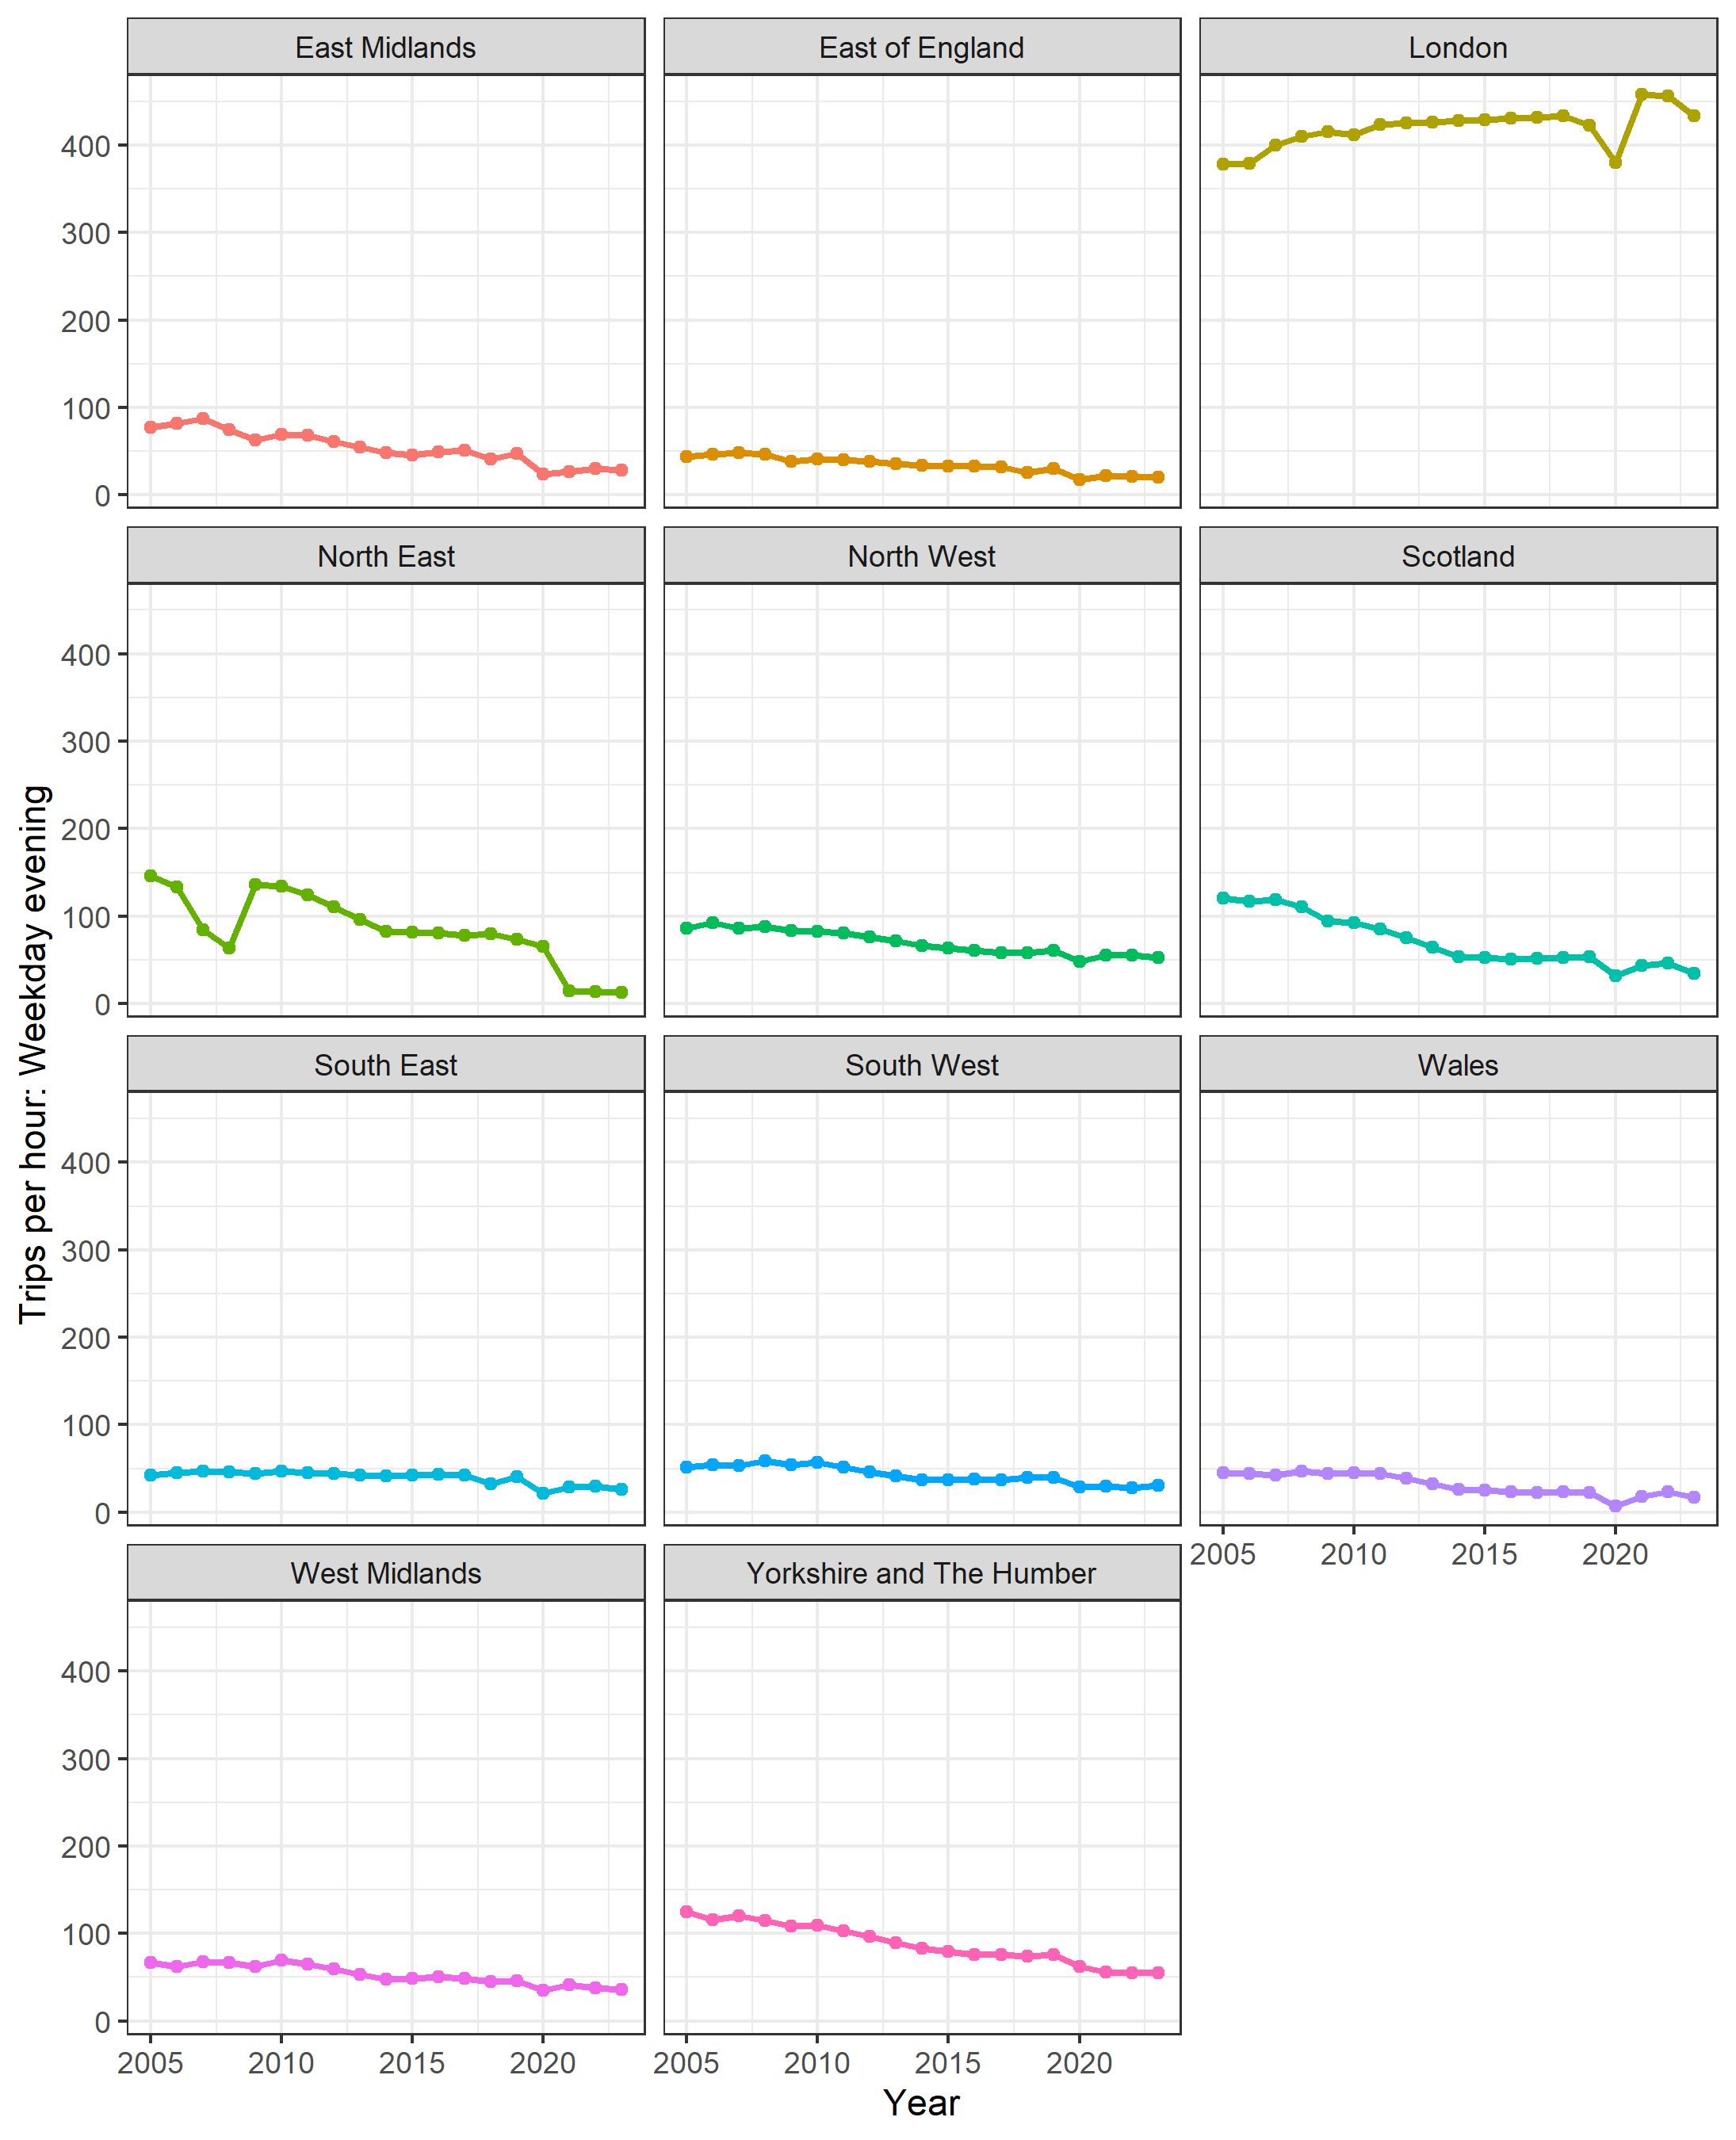 East Midlands
East of England
London
400
300
200
100
0
North East
North West
Scotland
400
300
200
100
0
South East
South West
Wales
400
300
200
100
0
2005 2010 2015 2020
West Midlands
Yorkshire and The Humber
400
300
200
100
0
2005 2010 2015 2020
2005 2010 2015 2020
Year
Trips per hour: Weekday evening